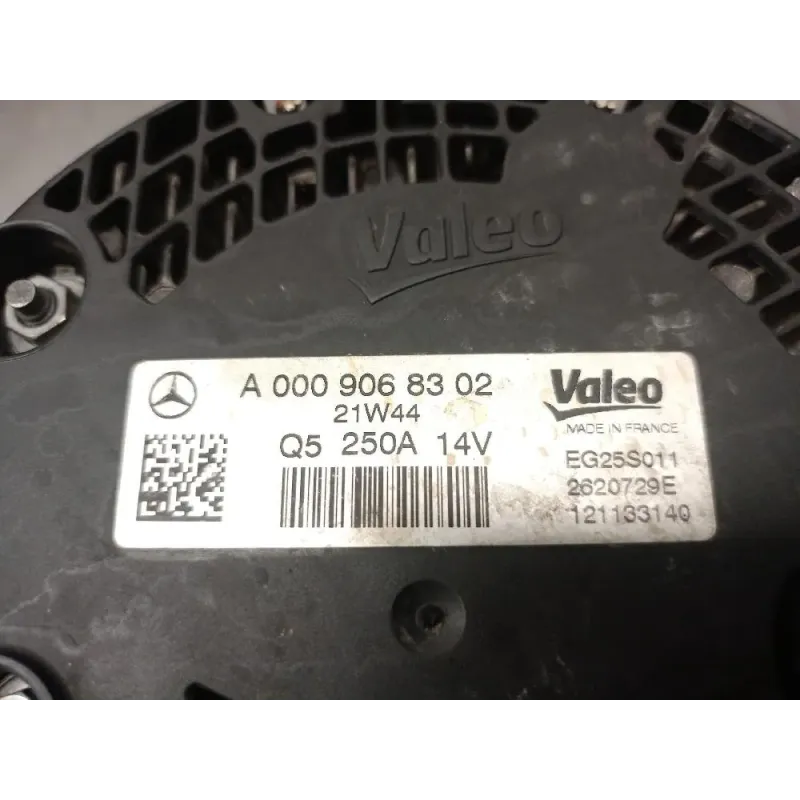 Valeo
A 000 906 83 02
21W44
Q5 250A 14V
Valeo
MADE IN FRANCE
EG25S011
2620729E
121133140